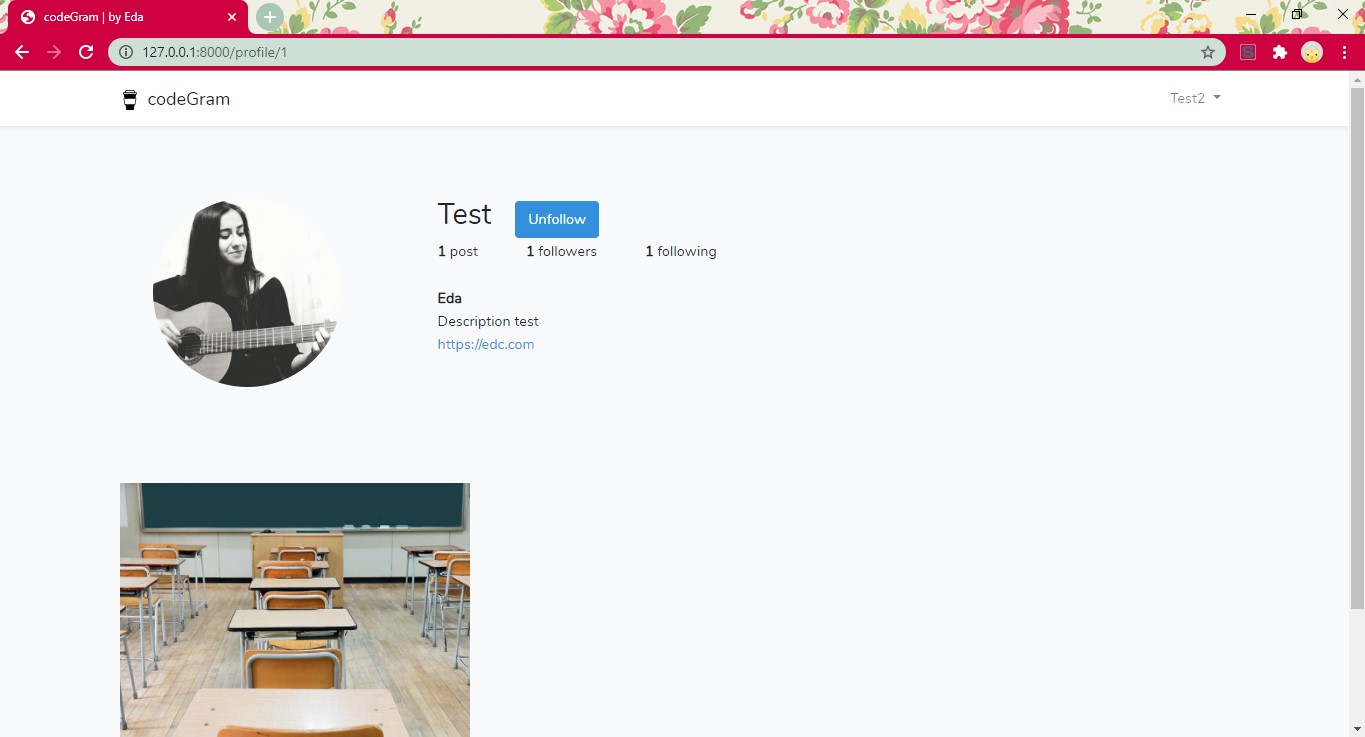 codeGram | by Eda
127.0.0.1:8000/profile/1
codeGram
Test2
Test
Unfollow
1 post
1 followers
1 following
Eda
Description test
https://edc.com